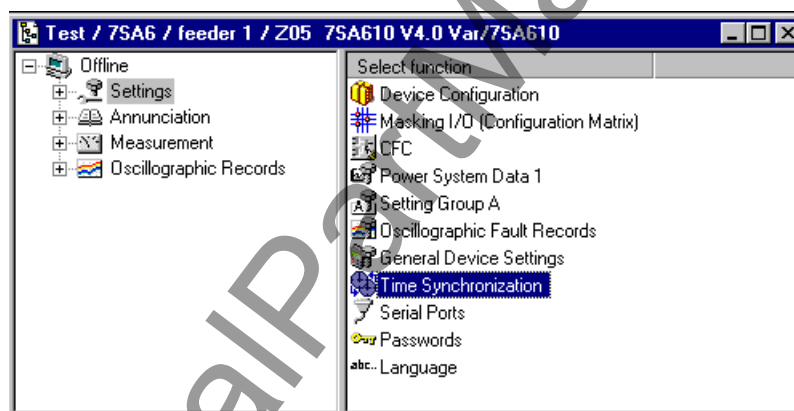 Test / 7SA6 / feeder 1 / Z05 7SA610 V4.0 Var/7SA610
Offline
Settings
Annunciation
Measurement
Oscillographic Records
Select function
Device Configuration
Masking I/O (Configuration Matrix)
CFC
Power System Data 1
Setting Group A
Oscillographic Fault Records
General Device Settings
Time Synchronization
Serial Ports
Passwords
abc.. Language